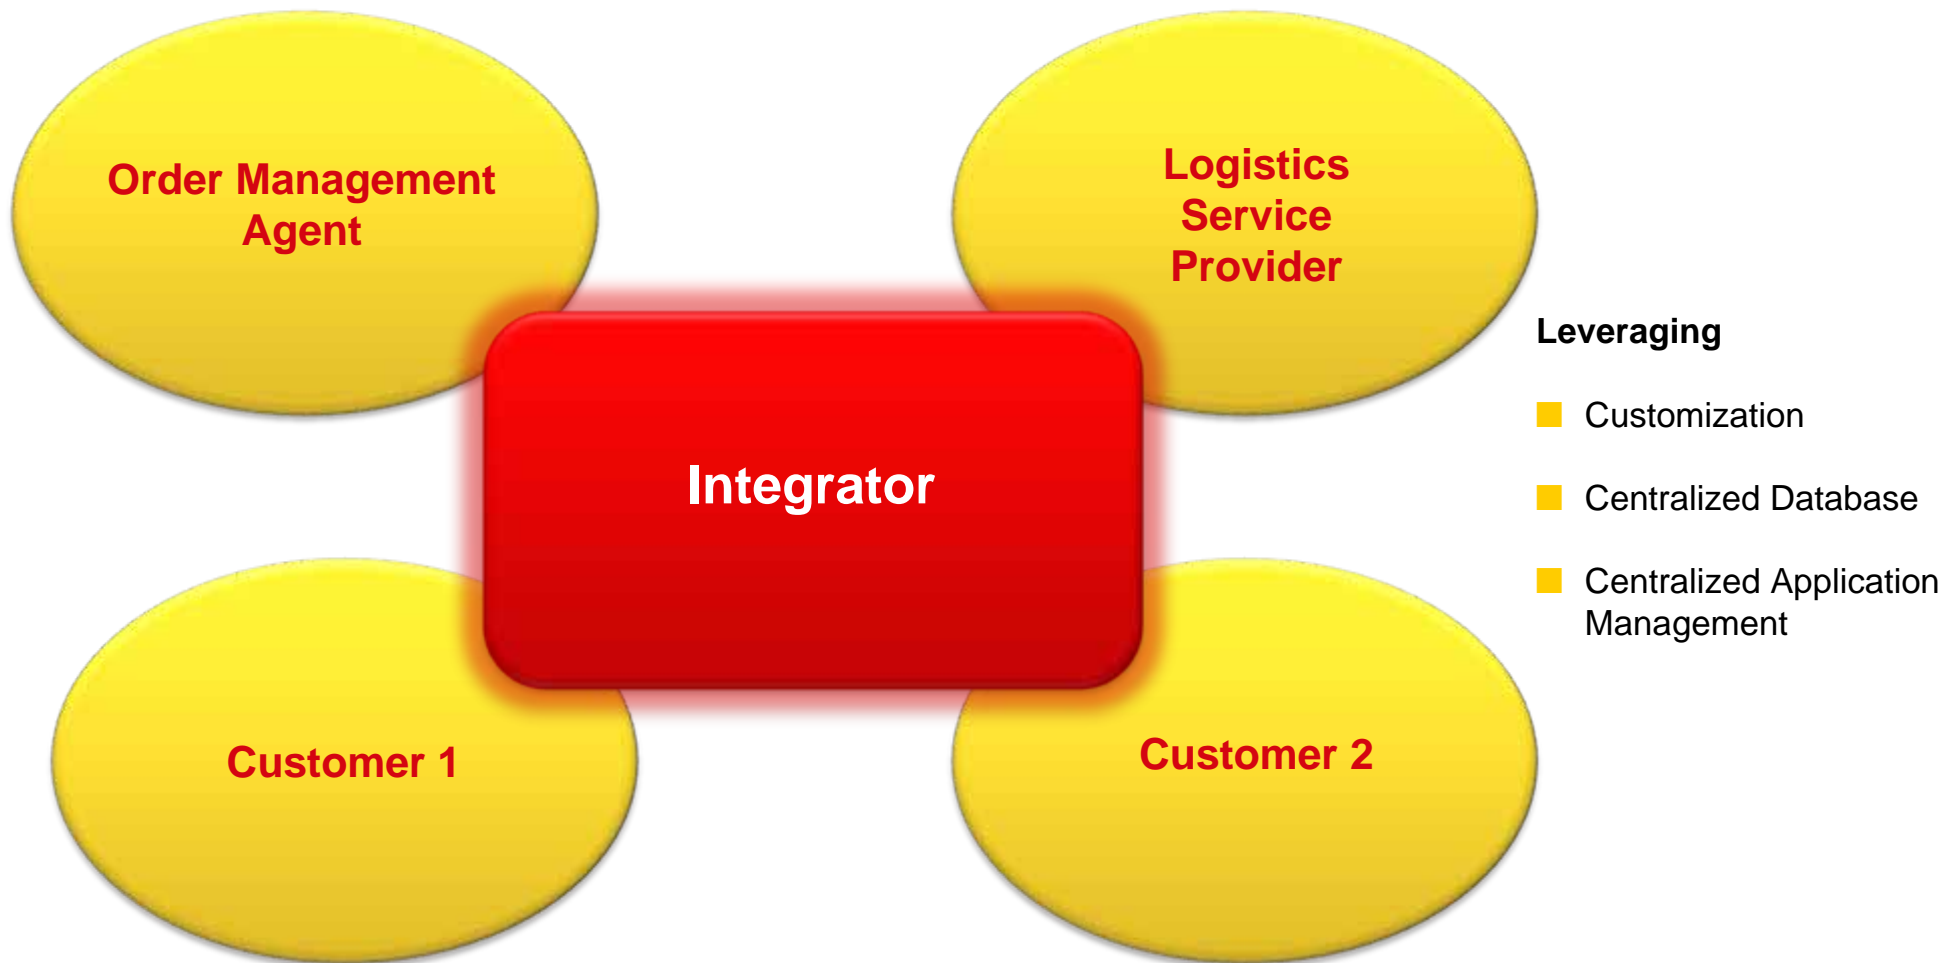 Order Management
Agent
Logistics
Service
Provider
Integrator
Customer 1
Customer 2
Leveraging
Customization
Centralized Database
Centralized Application
Management